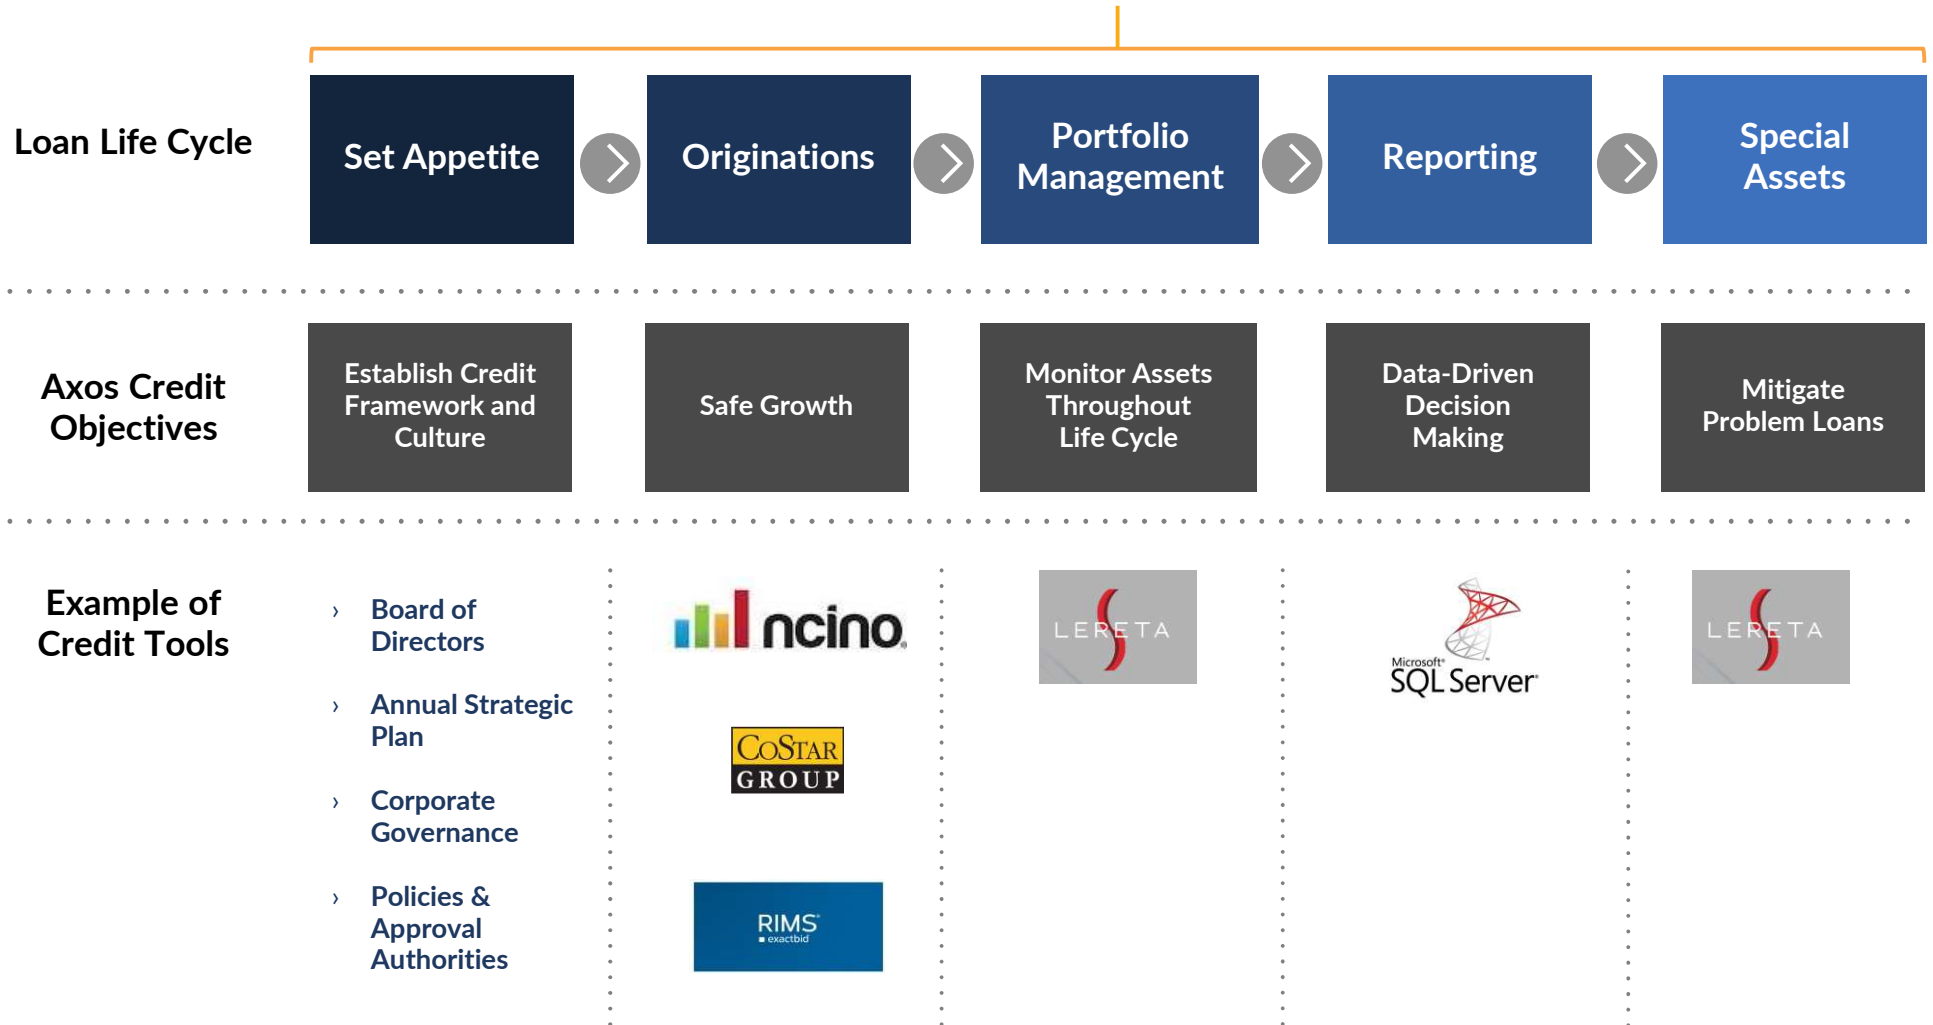 Loan Life Cycle
Set Appetite
Originations
Portfolio
Management
Reporting
Special
Assets
Axos Credit
Objectives
Establish Credit
Framework and
Culture
Safe Growth
Monitor Assets
Throughout
Life Cycle
Data-Driven
Decision
Making
Mitigate
Problem Loans
Example of
Credit Tools
› Board of
Directors
› Annual Strategic
Plan
› Corporate
Governance
› Policies &
Approval
Authorities
ncino®
COSTAR
GROUP
RIMS®
exactbid
LERETA
Microsoft®
SQL Server®
LERETA